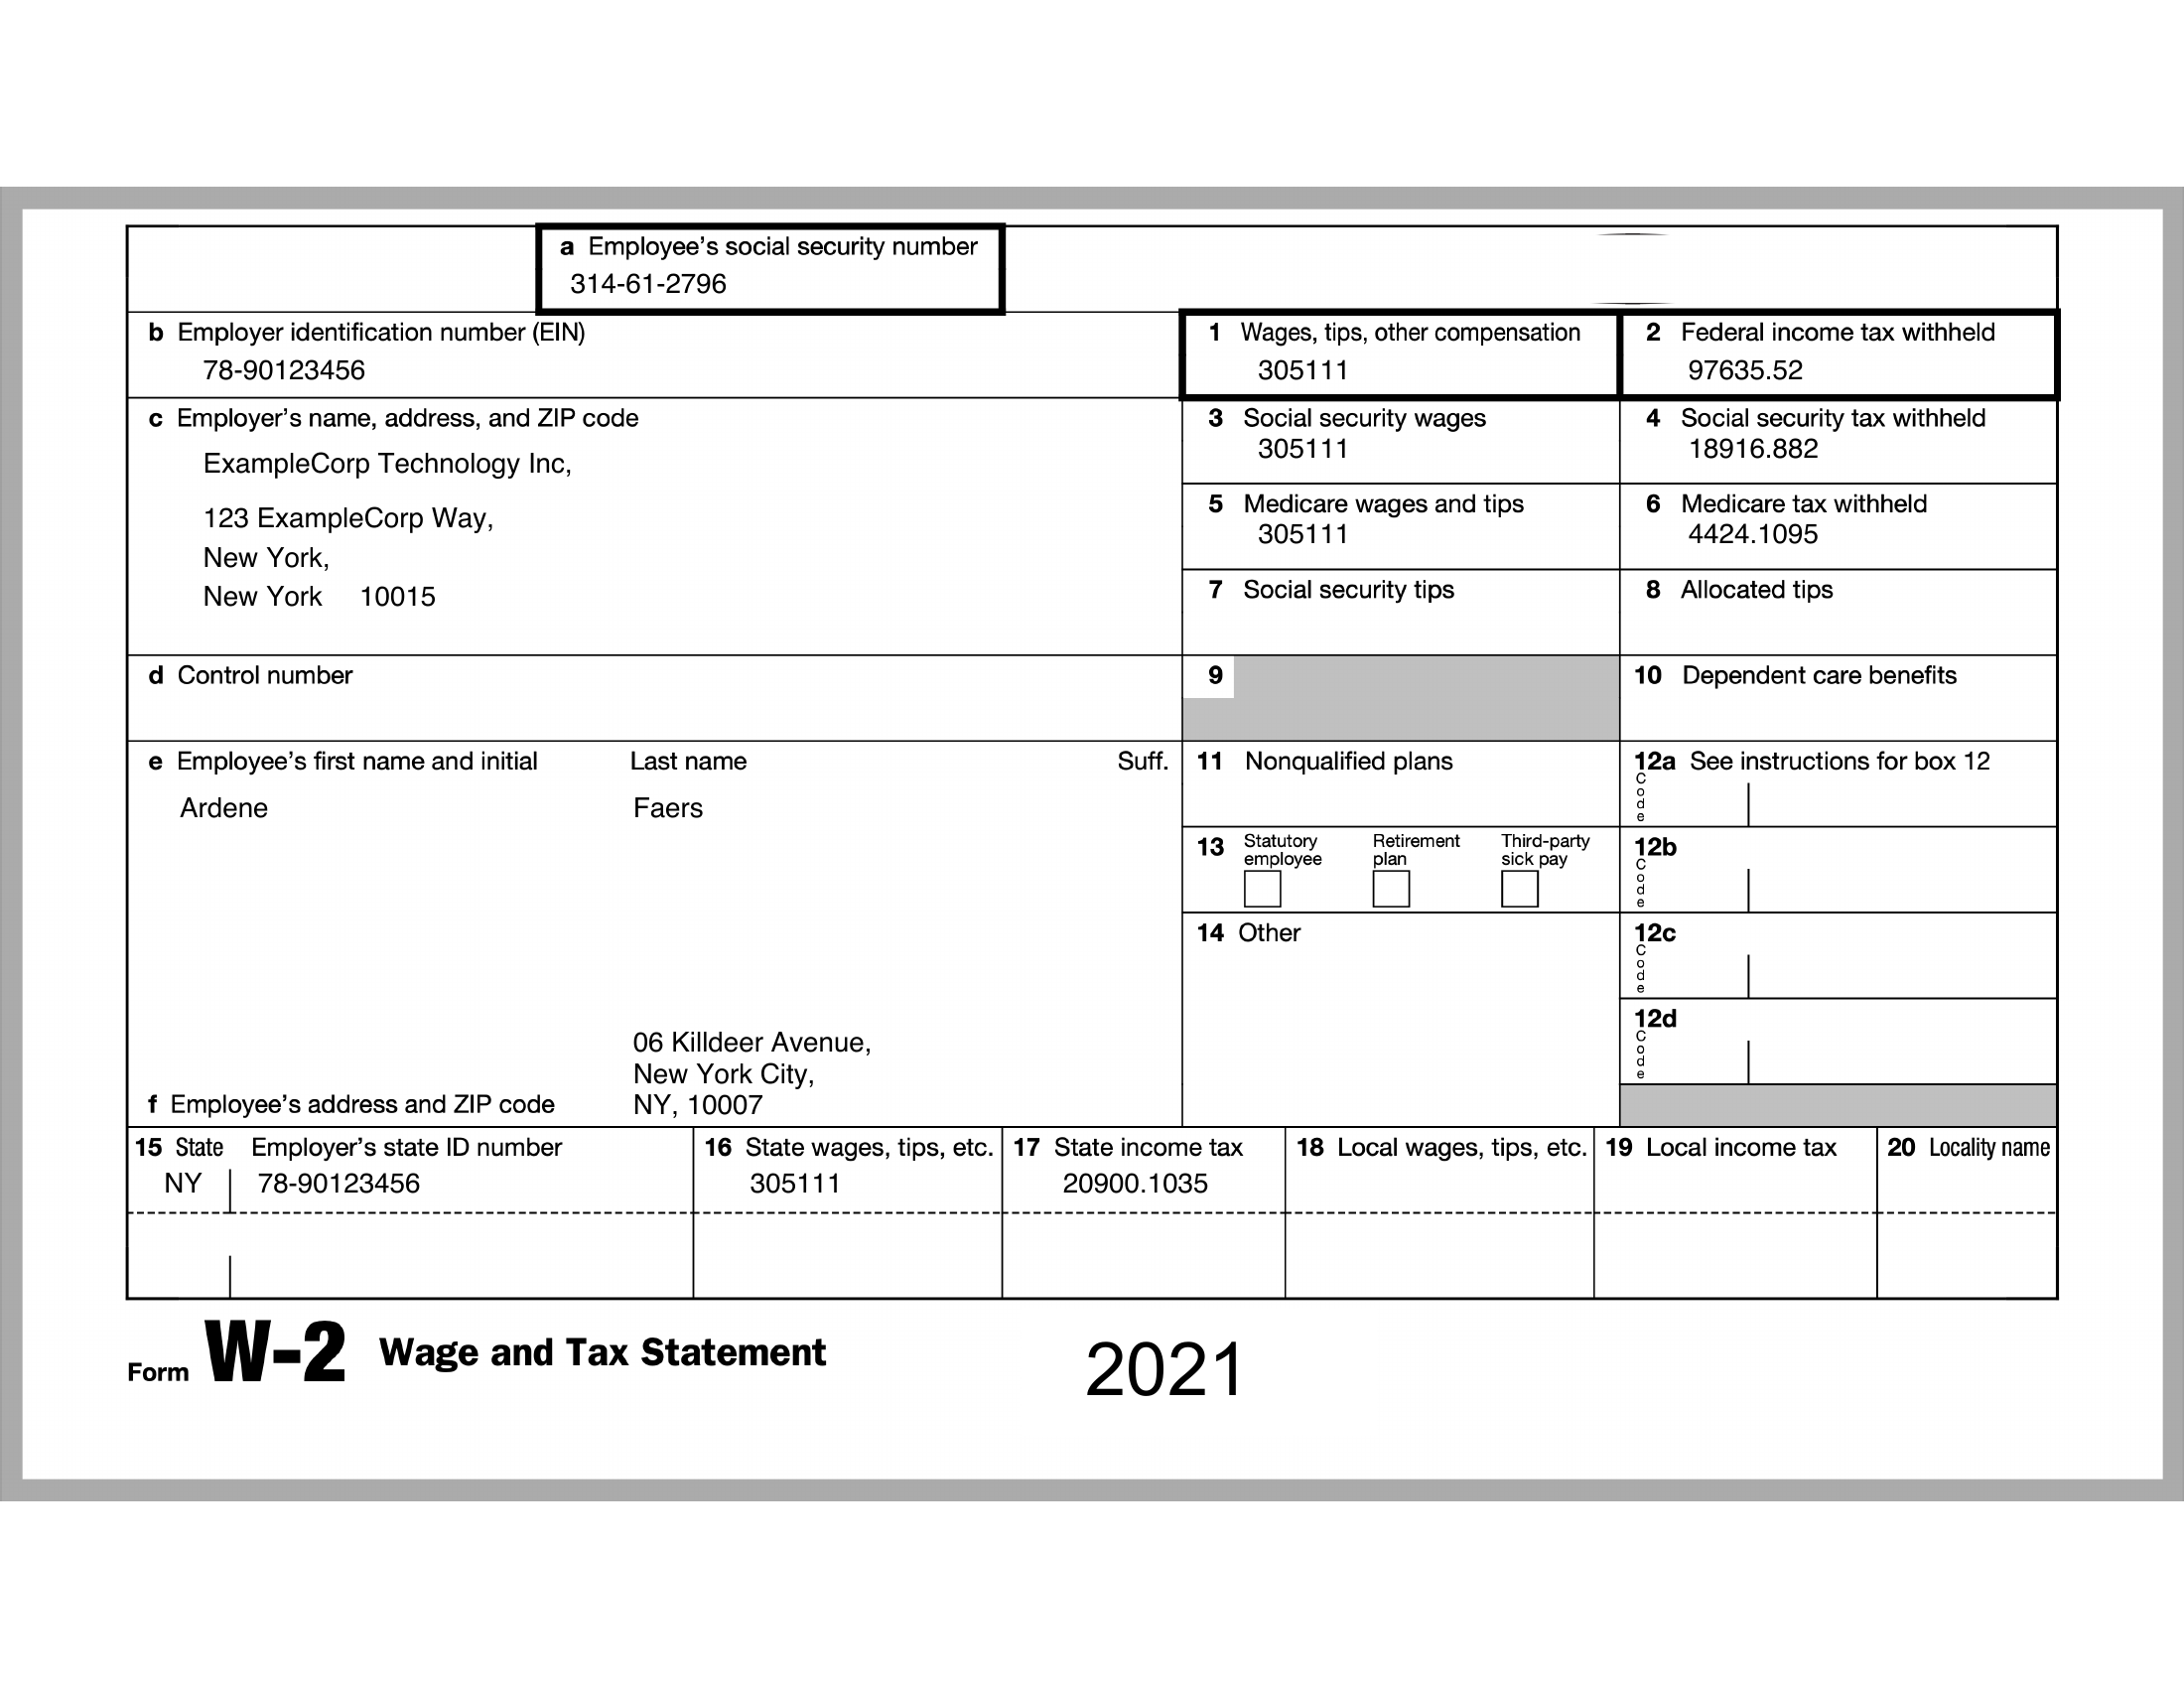 a Employee's social security number
314-61-2796
b Employer identification number (EIN)
78-90123456
1 Wages, tips, other compensation
305111
2 Federal income tax withheld
97635.52
c Employer's name, address, and ZIP code
ExampleCorp Technology Inc,
123 ExampleCorp Way,
New York,
New York 10015
3 Social security wages
305111
4 Social security tax withheld
18916.882
5 Medicare wages and tips
305111
6 Medicare tax withheld
4424.1095
7 Social security tips
8 Allocated tips
d Control number
9
10 Dependent care benefits
e Employee's first name and initial Last name Suff.
Ardene Faers
11 Nonqualified plans
12a See instructions for box 12
Code
13 Statutory employee Retirement plan Third-party sick pay
12b
Code
14 Other
12c
Code
12d
Code
06 Killdeer Avenue,
New York City,
NY, 10007
f Employee's address and ZIP code
15 State Employer's state ID number 16 State wages, tips, etc. 17 State income tax 18 Local wages, tips, etc. 19 Local income tax 20 Locality name
NY 78-90123456 305111 20900.1035
Form W-2 Wage and Tax Statement 2021